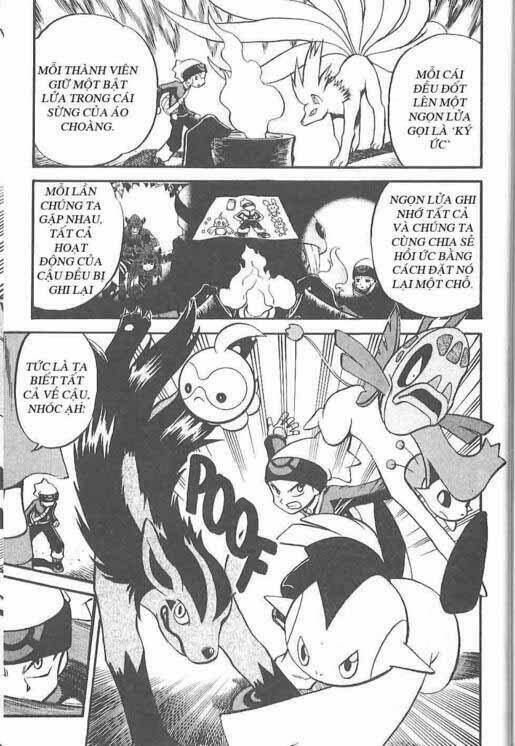 MỖI CÁI
ĐỀU ĐỐT
LÊN MỘT
NGỌN LỬA
GỌI LÀ 'KÝ
ỨC'
MỖI THÀNH VIÊN
GIỮ MỘT BẬT
LỬA TRONG CÁI
SỪNG CỦA ÁO
CHOÀNG.
NGỌN LỬA GHI
NHỚ TẤT CẢ
VÀ CHÚNG TA
CÙNG CHIA SẺ
HỒI ỨC BẰNG
CÁCH ĐẶT NÓ
LẠI MỘT CHỖ.
MỖI LẦN
CHÚNG TA
GẶP NHAU,
TẤT CẢ
HOẠT
ĐỘNG CỦA
CẬU ĐỀU BỊ
GHI LẠI
TỨC LÀ TA
BIẾT TẤT
CẢ VỀ CẬU,
NHÓC ẠH!
POOF